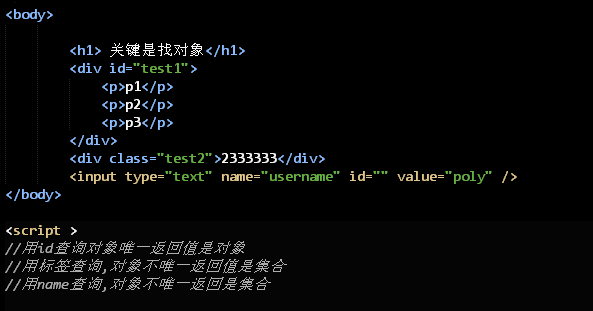 <body>
<h1> 关键是找对象</h1>
<div id="test1">
<p>p1</p>
<p>p2</p>
<p>p3</p>
</div>
<div class="test2">2333333</div>
<input type="text" name="username" id="" value="poly" />
</body>
<script >
//用id查询对象唯一返回值是对象
//用标签查询,对象不唯一返回值是集合
//用name查询,对象不唯一返回是集合